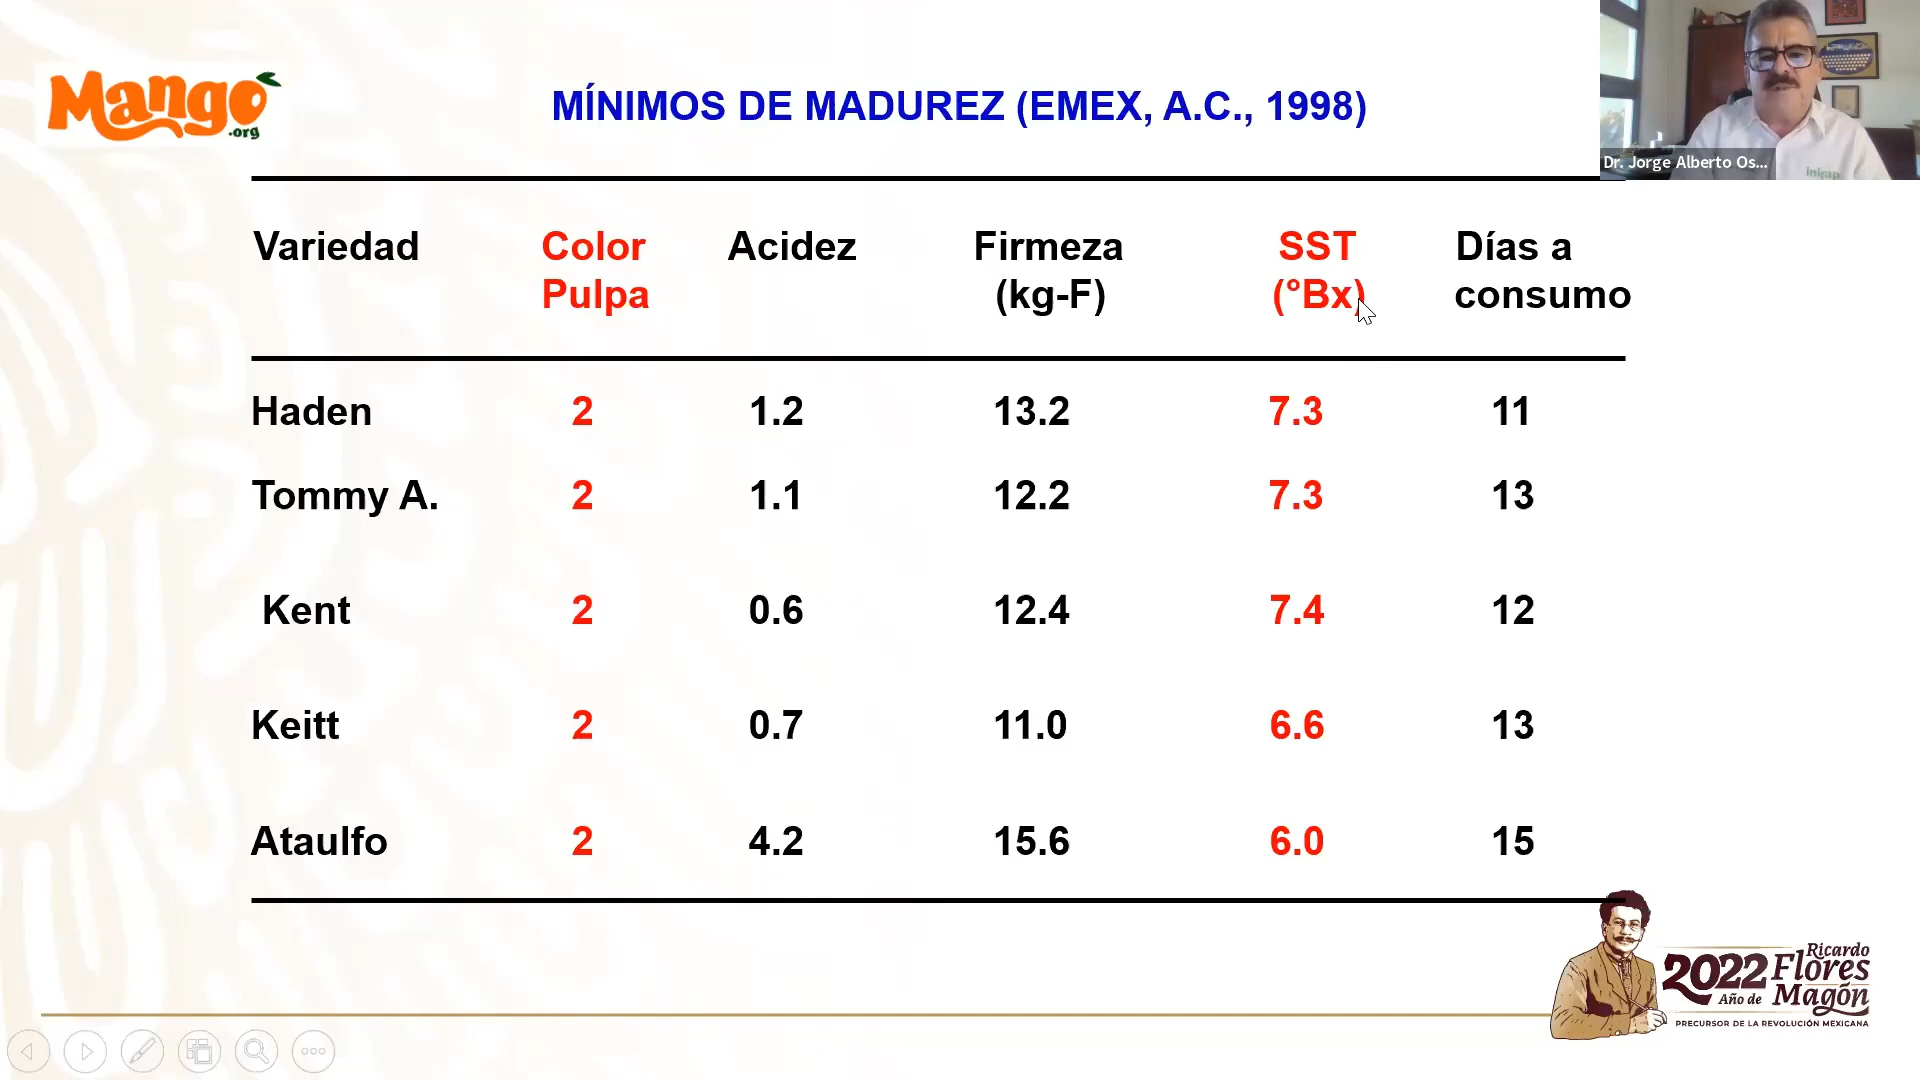 Mango
.org
MÍNIMOS DE MADUREZ (EMEX, A.C., 1998)
Dr. Jorge Alberto Os...
inifap
Variedad Color Pulpa Acidez Firmeza (kg-F) SST (°Bx) Días a consumo
Haden 2 1.2 13.2 7.3 11
Tommy A. 2 1.1 12.2 7.3 13
Kent 2 0.6 12.4 7.4 12
Keitt 2 0.7 11.0 6.6 13
Ataulfo 2 4.2 15.6 6.0 15
2022 Ricardo
Flores
Año de Magón
PRECURSOR DE LA REVOLUCIÓN MEXICANA